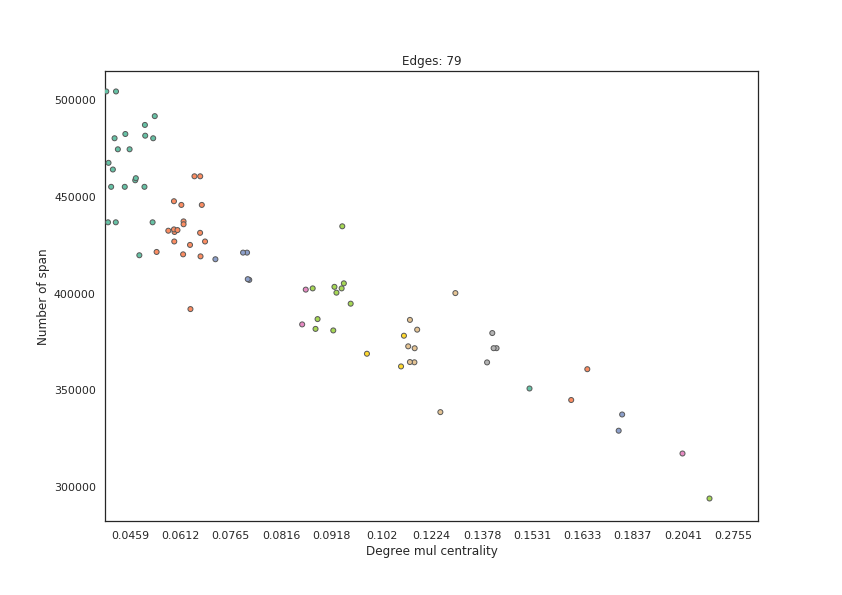 Edges: 79
500000
450000
400000
350000
300000
Number of span
0.0459 0.0612 0.0765 0.0816 0.0918 0.102 0.1224 0.1378 0.1531 0.1633 0.1837 0.2041 0.2755
Degree mul centrality